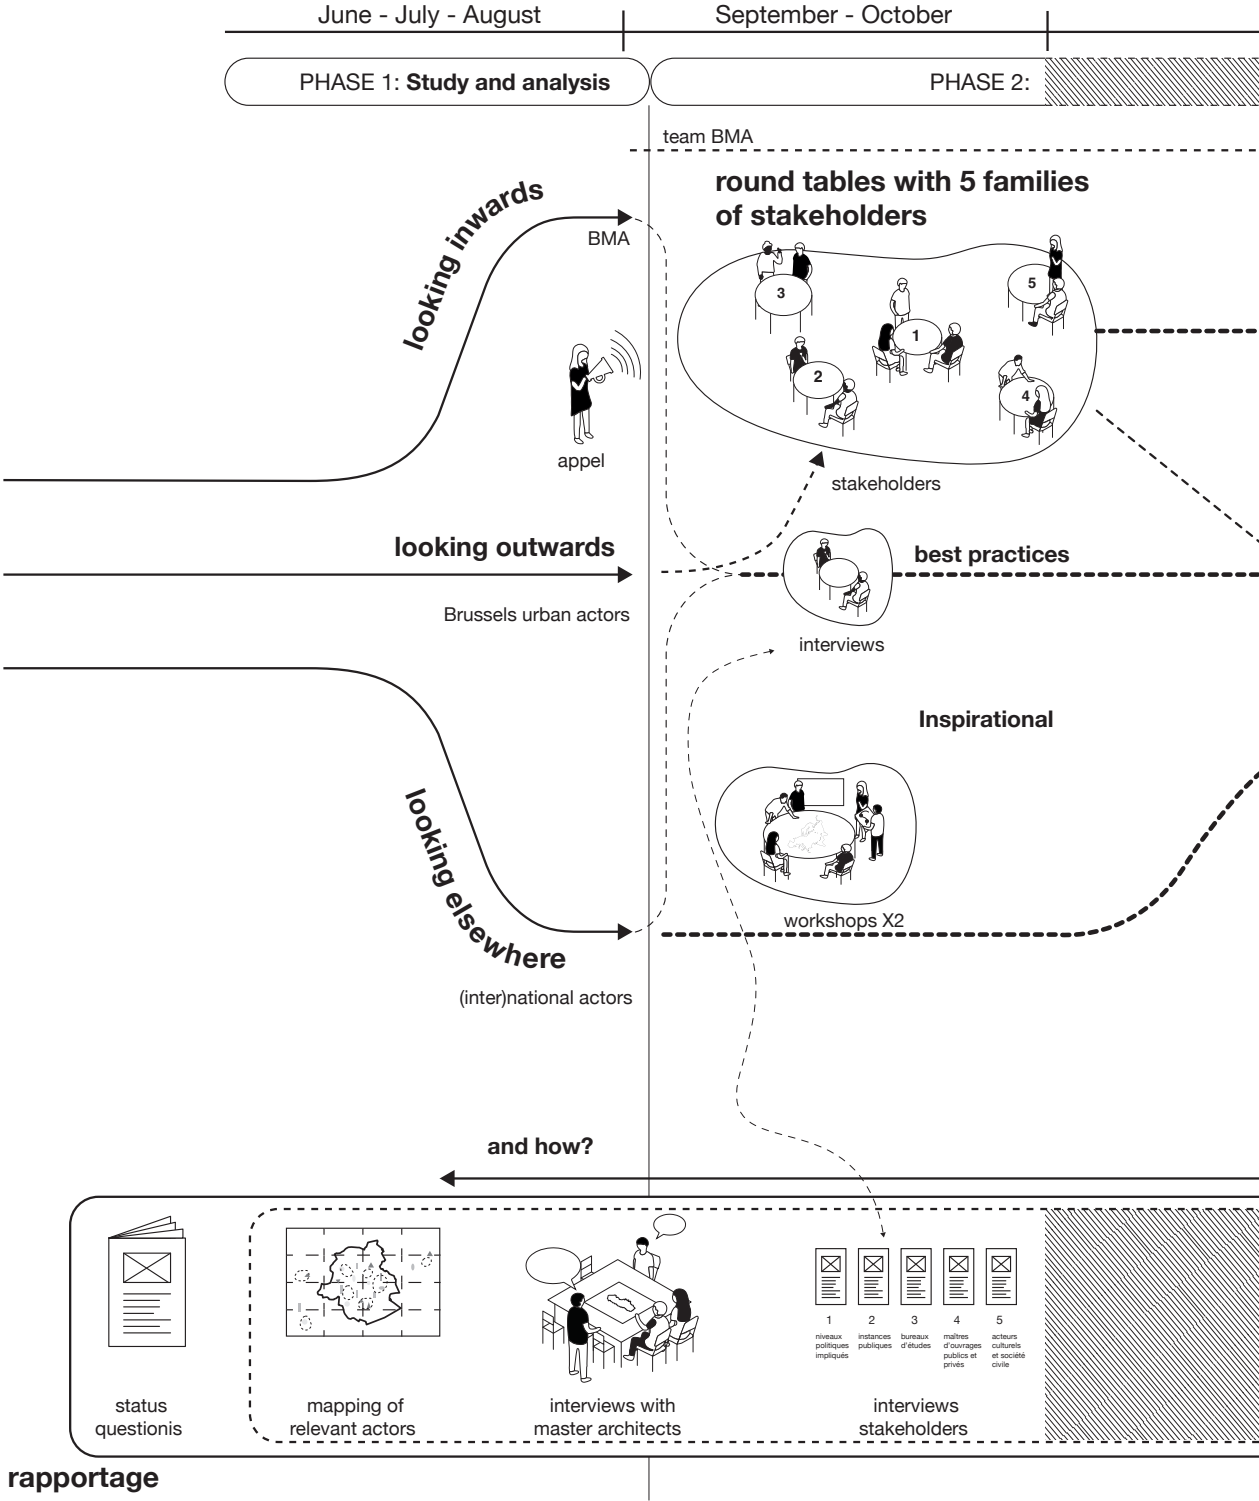 June - July - August
September - October
PHASE 1: Study and analysis
PHASE 2:
team BMA
round tables with 5 families
of stakeholders
looking inwards
BMA
3
5
1
2
4
appel
stakeholders
looking outwards
best practices
Brussels urban actors
interviews
Inspirational
looking elsewhere
workshops X2
(inter)national actors
and how?
1
niveaux
politiques
impliqués
2
instances
publiques
3
bureaux
d'études
4
maîtres
d'ouvrages
publics et
privés
5
acteurs
culturels
et société
civile
status
questionis
mapping of
relevant actors
interviews with
master architects
interviews
stakeholders
rapportage